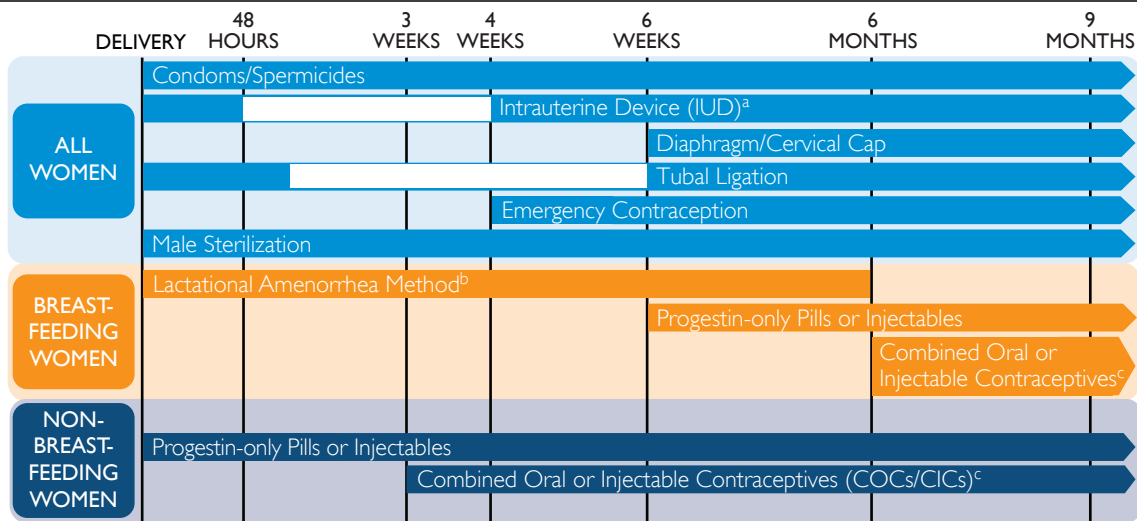 DELIVERY
48
HOURS
3
WEEKS
4
WEEKS
6
WEEKS
6
MONTHS
9
MONTHS
ALL
WOMEN
Condoms/Spermicides
Intrauterine Device (IUD)ᵃ
Diaphragm/Cervical Cap
Tubal Ligation
Emergency Contraception
Male Sterilization
BREAST-
FEEDING
WOMEN
Lactational Amenorrhea Methodᵇ
Progestin-only Pills or Injectables
Combined Oral or
Injectable Contraceptivesᶜ
NON-
BREAST-
FEEDING
WOMEN
Progestin-only Pills or Injectables
Combined Oral or Injectable Contraceptives (COCs/CICs)ᶜ